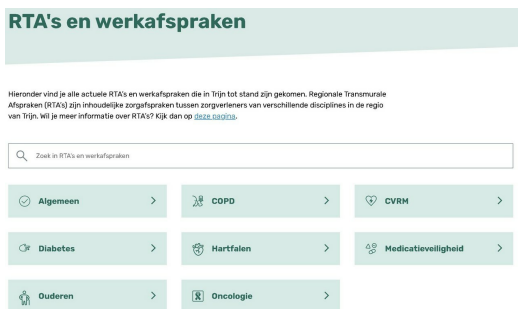 RTA's en werkafspraken
Hieronder vind je alle actuele RTA's en werkafspraken die in Trijn tot stand zijn gekomen. Regionale Transmurale
Afspraken (RTA's) zijn inhoudelijke zorgafspraken tussen zorgverleners van verschillende disciplines in de regio
van Trijn. Wil je meer informatie over RTA's? Kijk dan op deze pagina.
Zoek in RTA's en werkafspraken
Algemeen
COPD
CVRM
Diabetes
Hartfalen
Medicatieveiligheid
Ouderen
Oncologie